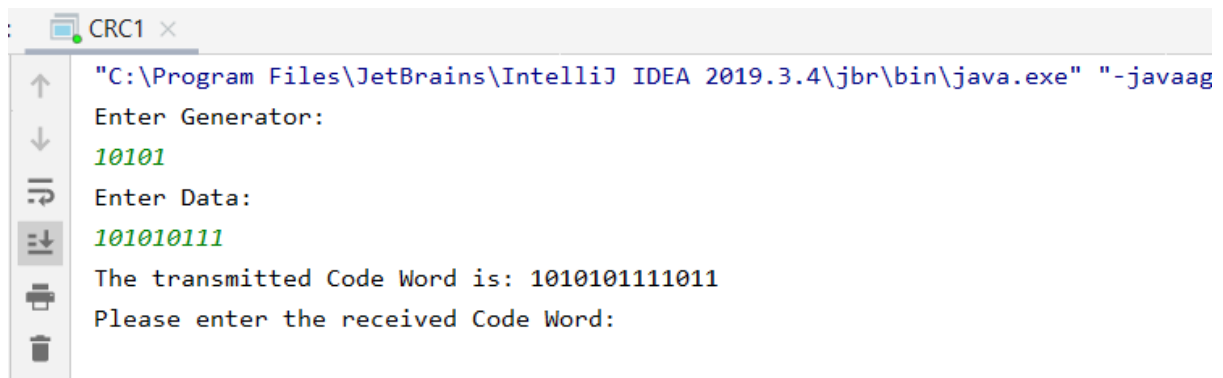 : CRC1 ×
"C:\Program Files\JetBrains\IntelliJ IDEA 2019.3.4\jbr\bin\java.exe" "-javaag
Enter Generator:
10101
Enter Data:
101010111
The transmitted Code Word is: 1010101111011
Please enter the received Code Word: